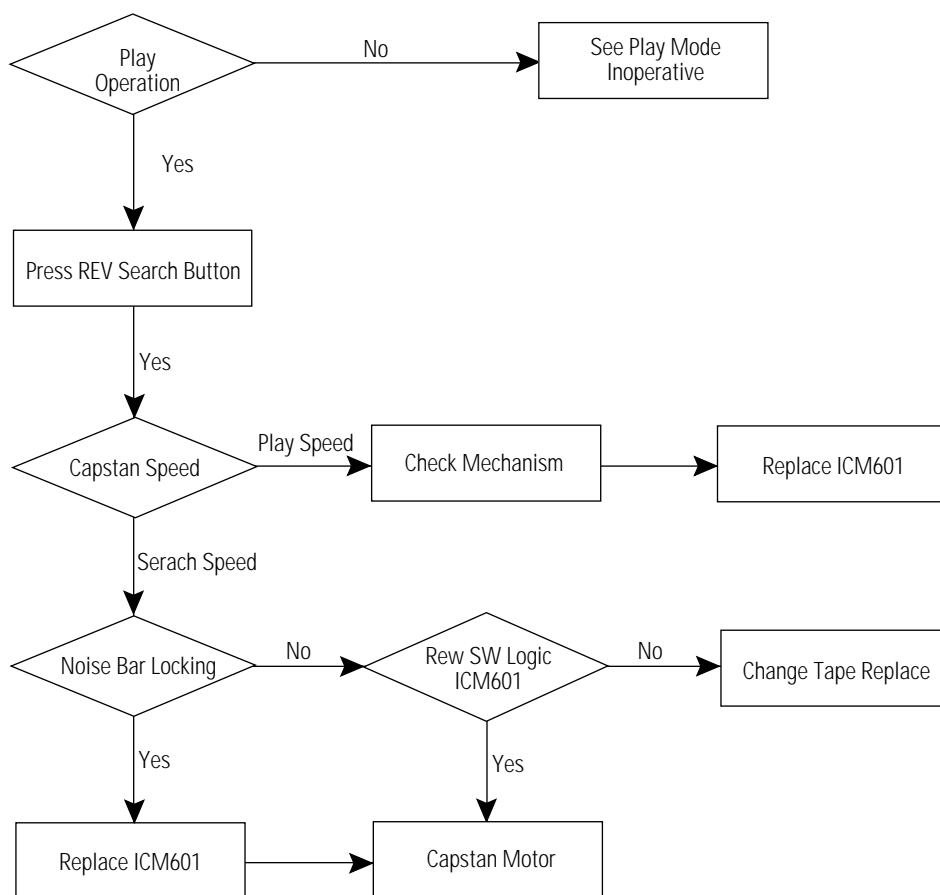 Play
Operation
No
See Play Mode
Inoperative
Yes
Press REV Search Button
Yes
Capstan Speed
Play Speed
Check Mechanism
Replace ICM601
Serach Speed
Noise Bar Locking
No
Rew SW Logic
ICM601
No
Change Tape Replace
Yes
Yes
Replace ICM601
Capstan Motor